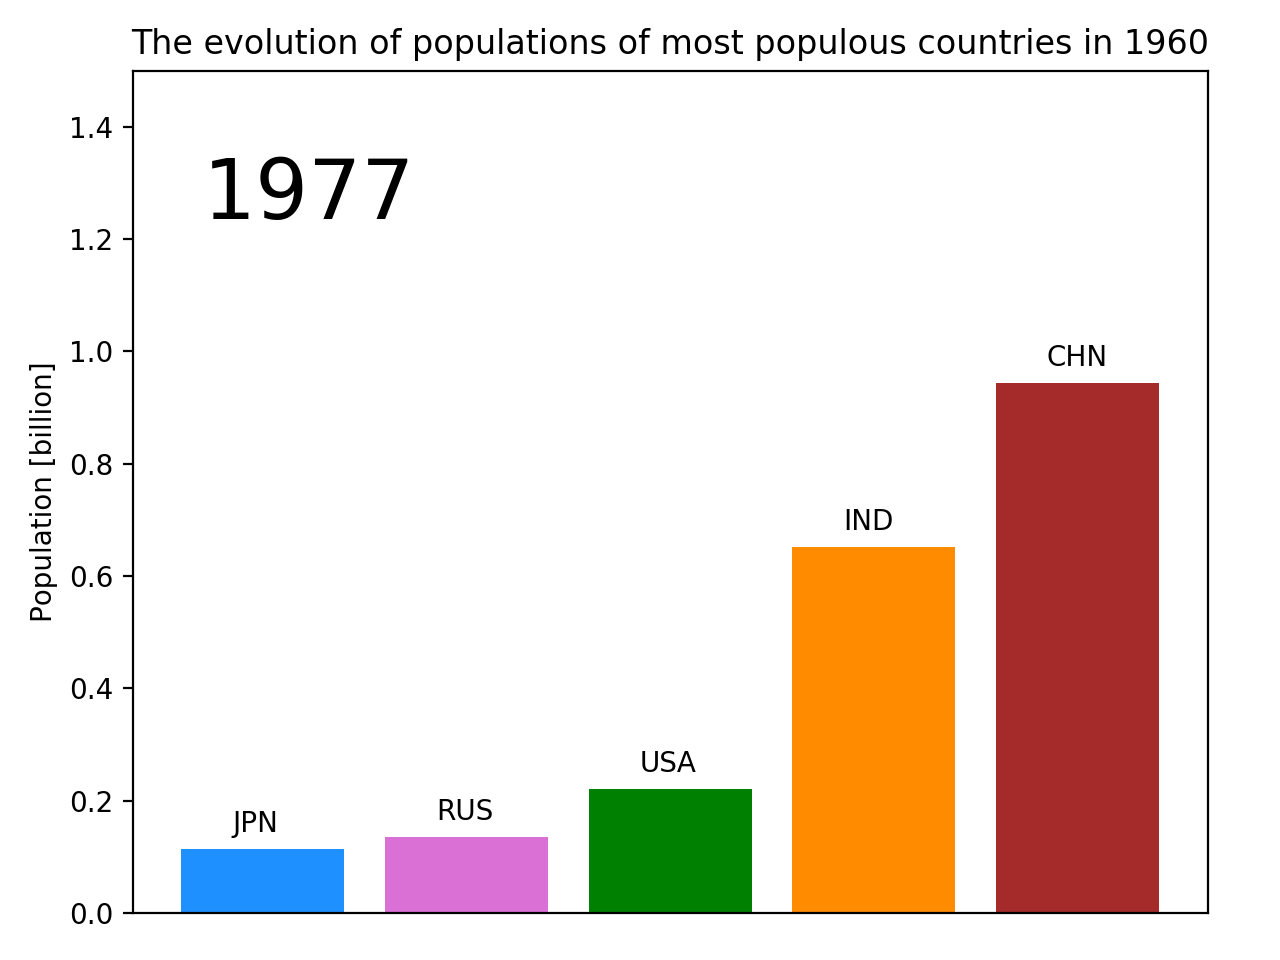 The evolution of populations of most populous countries in 1960
1.4
1977
1.2
1.0
CHN
Population [billion]
0.8
IND
0.6
0.4
USA
0.2
RUS
JPN
0.0